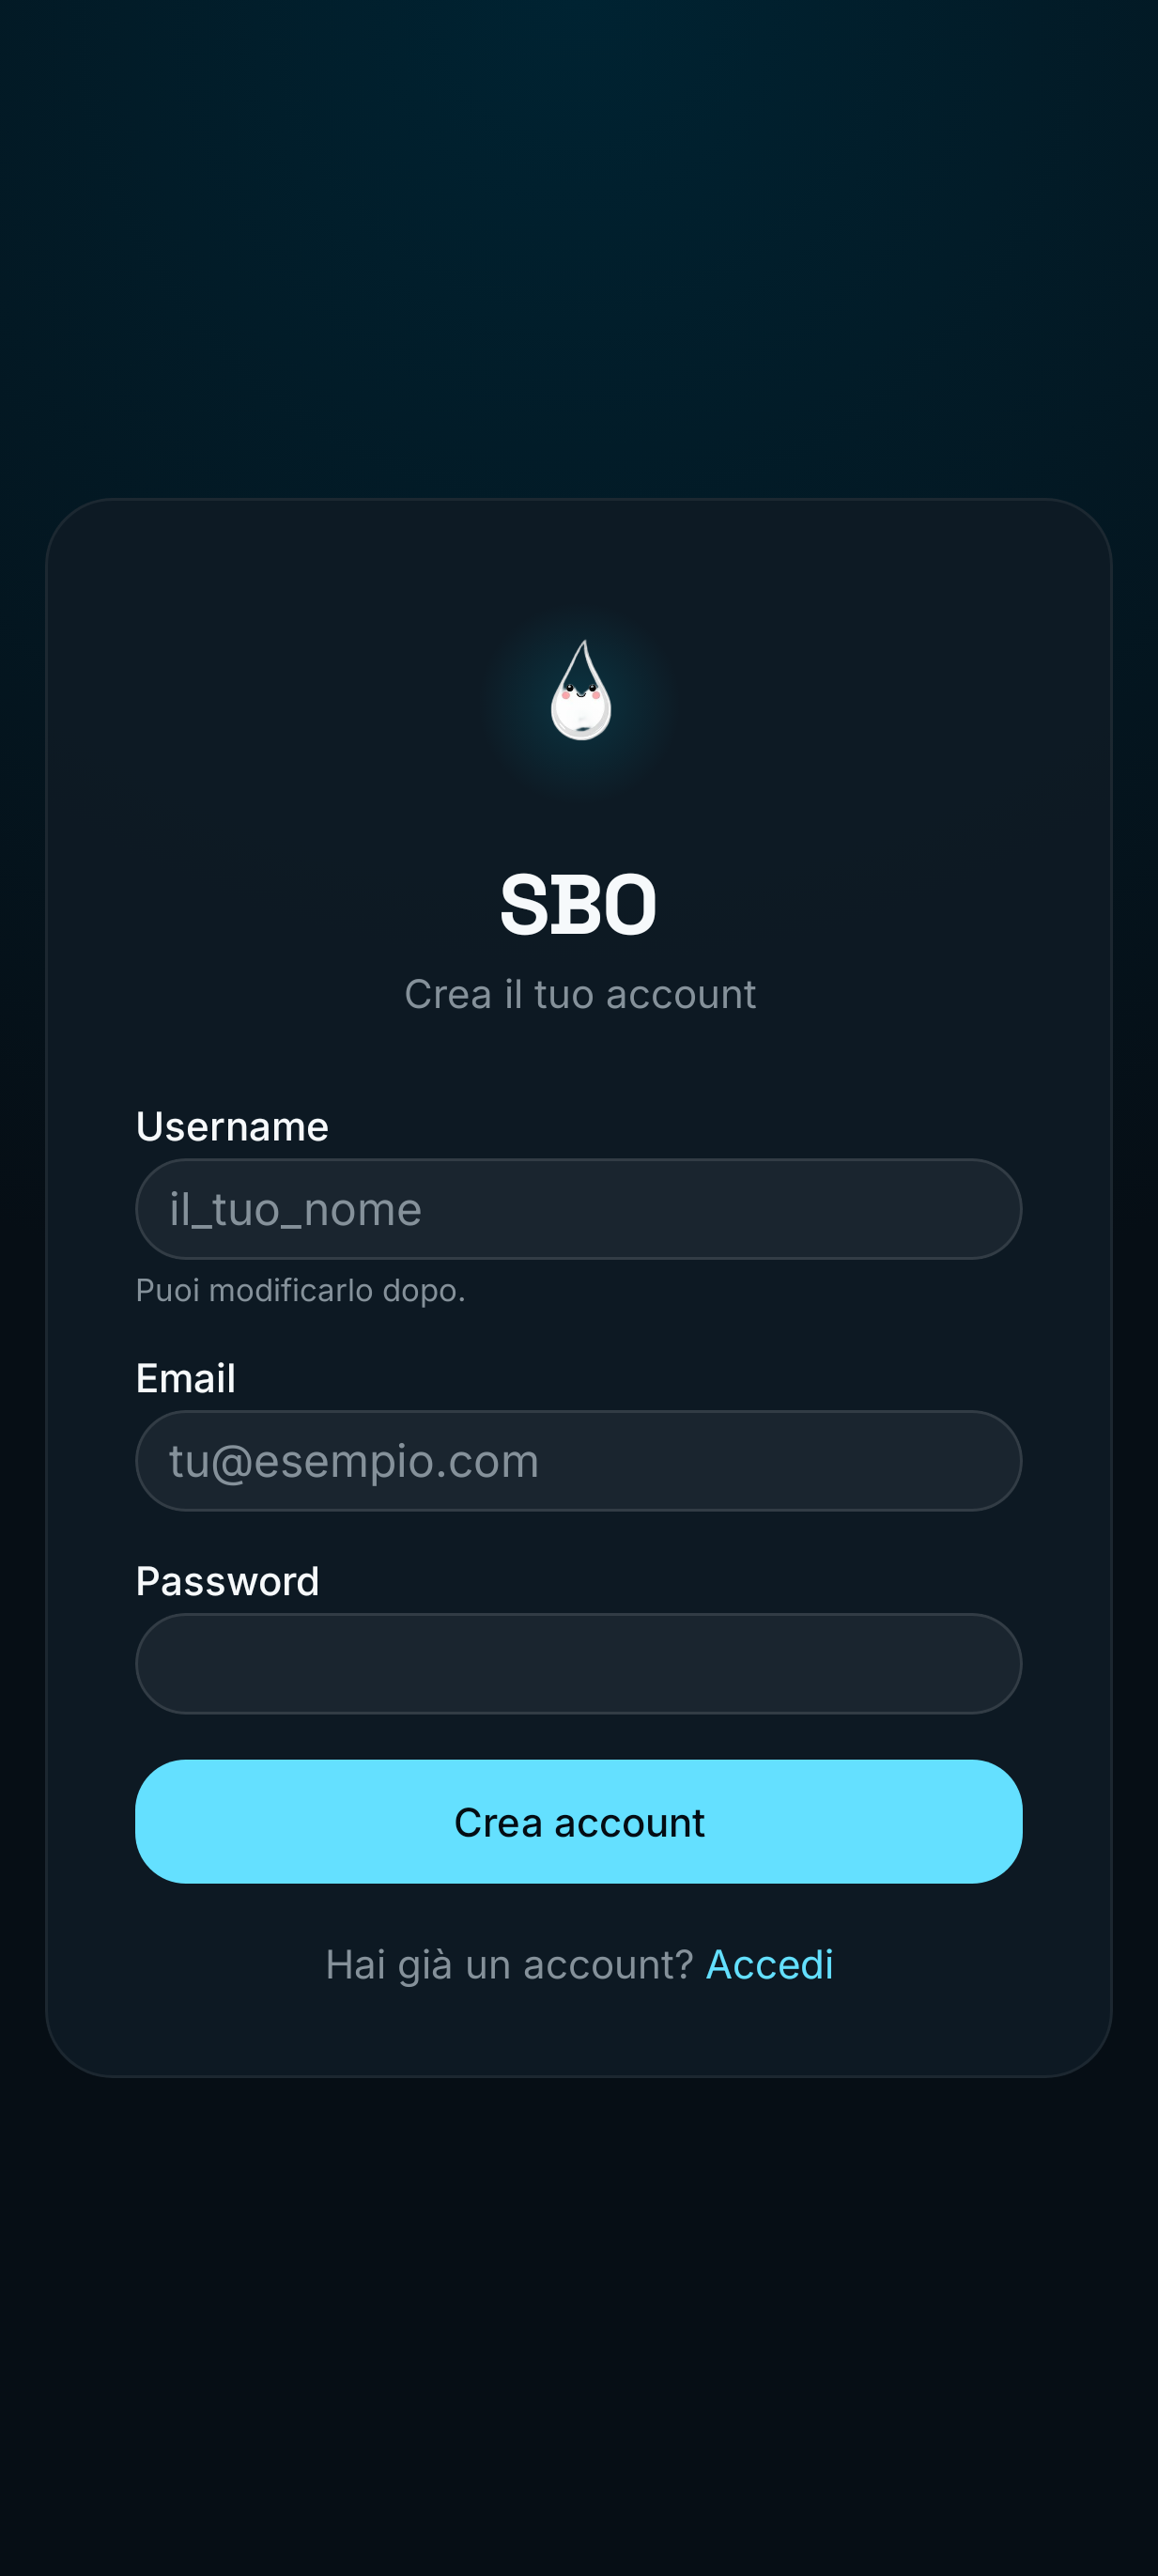 SBO
Crea il tuo account
Username
il_tuo_nome
Puoi modificarlo dopo.
Email
tu@esempio.com
Password
Crea account
Hai già un account? Accedi